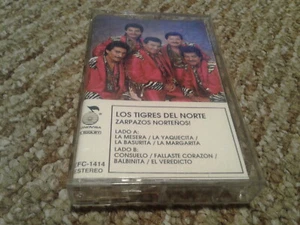 LOS TIGRES DEL NORTE
ZARPAZOS NORTEÑOS!
LADO A:
LA MESERA / LA YAQUECITA /
LA BASURITA / LA MARGARITA
LADO B:
CONSUELO / FALLASTE CORAZON /
BALBINITA / EL VEREDICTO
FC-1414
ESTEREO